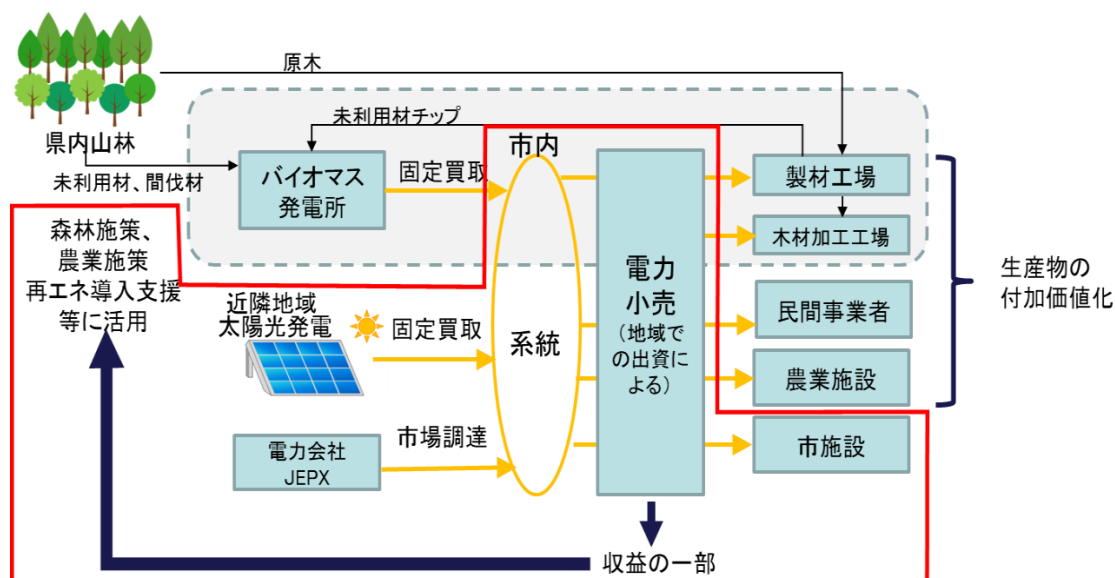 原木
県内山林
未利用材チップ
市内
未利用材、間伐材
バイオマス
発電所
固定買取
製材工場
木材加工工場
森林施策、
農業施策
再エネ導入支援
等に活用
近隣地域
太陽光発電
固定買取
系統
電力
小売
（地域で
の出資に
よる）
民間事業者
農業施設
市施設
生産物の
付加価値化
電力会社
JEPX
市場調達
収益の一部